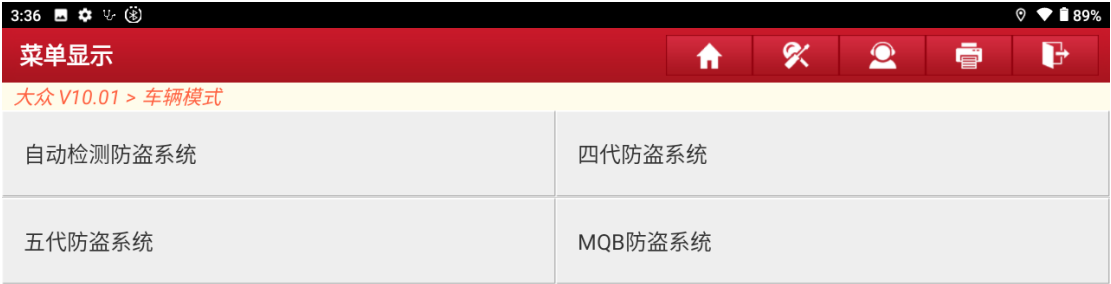 3:36 89%
菜单显示
大众 V10.01 > 车辆模式
自动检测防盗系统 四代防盗系统
五代防盗系统 MQB防盗系统